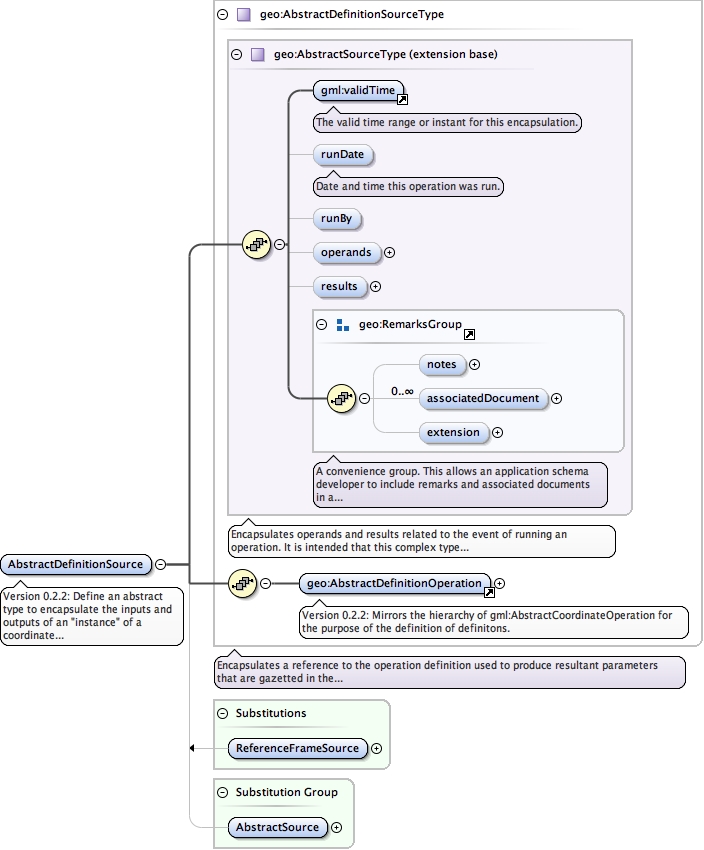 geo:AbstractDefinitionSourceType
geo:AbstractSourceType (extension base)
gml:validTime
The valid time range or instant for this encapsulation.
runDate
Date and time this operation was run.
runBy
operands
results
geo:RemarksGroup
notes
0..∞
associatedDocument
extension
A convenience group. This allows an application schema
developer to include remarks and associated documents
in a...
Encapsulates operands and results related to the event of running an
operation. It is intended that this complex type...
AbstractDefinitionSource
Version 0.2.2: Define an abstract
type to encapsulate the inputs and
outputs of an "instance" of a
coordinate...
geo:AbstractDefinitionOperation
Version 0.2.2: Mirrors the hierarchy of gml:AbstractCoordinateOperation for
the purpose of the definition of definitons.
Encapsulates a reference to the operation definition used to produce resultant parameters
that are gazetted in the...
Substitutions
ReferenceFrameSource
Substitution Group
AbstractSource